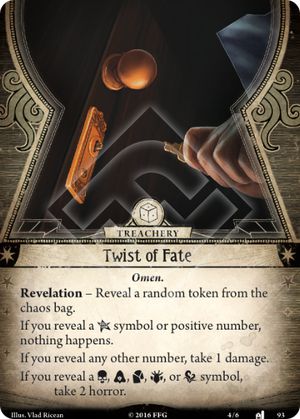 TREACHERY
Twist of Fate
Omen.
Revelation – Reveal a random token from the
chaos bag.
If you reveal a symbol or positive number,
nothing happens.
If you reveal any other number, take 1 damage.
If you reveal a , , , , or symbol,
take 2 horror.
Illus. Vlad Ricean © 2016 FFG 4/6 93